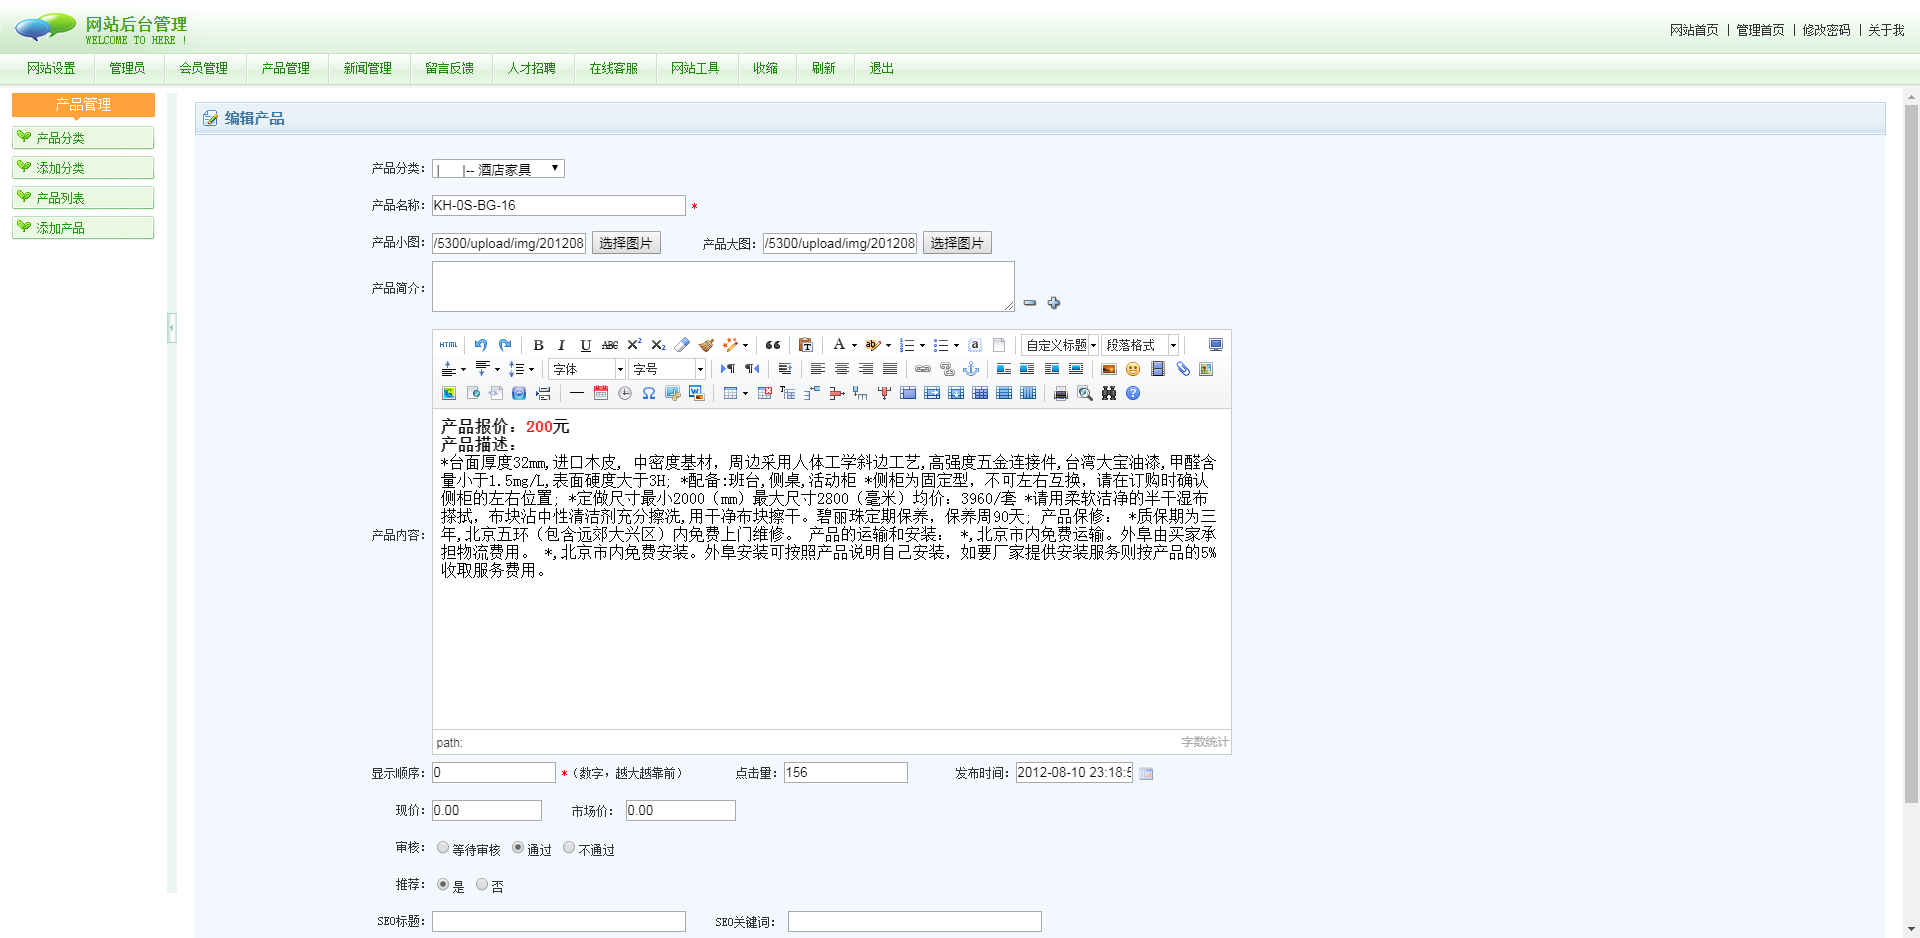 网站后台管理
WELCOME TO HERE !
网站首页 | 管理首页 | 修改密码 | 关于我
网站设置 管理员 会员管理 产品管理 新闻管理 留言反馈 人才招聘 在线客服 网站工具 收缩 刷新 退出
产品管理
产品分类
添加分类
产品列表
添加产品
编辑产品
产品分类： |　　|-- 酒店家具
产品名称： KH-0S-BG-16 *
产品小图： /5300/upload/img/201208 选择图片 产品大图： /5300/upload/img/201208 选择图片
产品简介：
HTML B I U ABC X² X₂ A ab a 自定义标题 段落格式
字体 字号
产品内容：
产品报价：200元
产品描述：
*台面厚度32mm,进口木皮, 中密度基材，周边采用人体工学斜边工艺,高强度五金连接件,台湾大宝油漆,甲醛含
量小于1.5mg/L,表面硬度大于3H; *配备:班台,侧桌,活动柜 *侧柜为固定型，不可左右互换，请在订购时确认
侧柜的左右位置; *定做尺寸最小2000（mm）最大尺寸2800（毫米）均价：3960/套 *请用柔软洁净的半干湿布
搽拭，布块沾中性清洁剂充分擦洗,用干净布块擦干。碧丽珠定期保养，保养周90天; 产品保修： *质保期为三
年,北京五环（包含远郊大兴区）内免费上门维修。 产品的运输和安装： *,北京市内免费运输。外阜由买家承
担物流费用。 *,北京市内免费安装。外阜安装可按照产品说明自己安装，如要厂家提供安装服务则按产品的5%
收取服务费用。
path: 字数统计
显示顺序： 0 *（数字，越大越靠前） 点击量： 156 发布时间： 2012-08-10 23:18:5
现价： 0.00 市场价： 0.00
审核： 等待审核 通过 不通过
推荐： 是 否
SEO标题： SEO关键词：